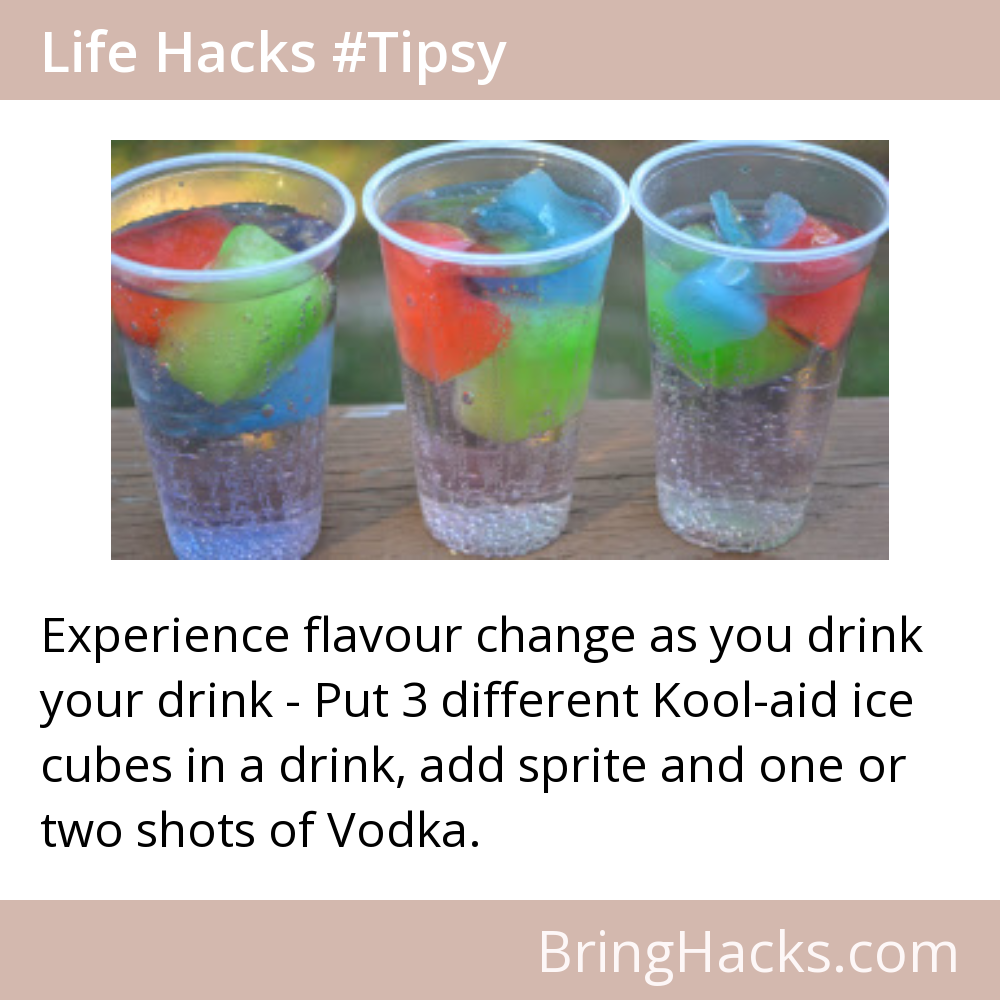 Life Hacks #Tipsy
Experience flavour change as you drink
your drink - Put 3 different Kool-aid ice
cubes in a drink, add sprite and one or
two shots of Vodka.
BringHacks.com